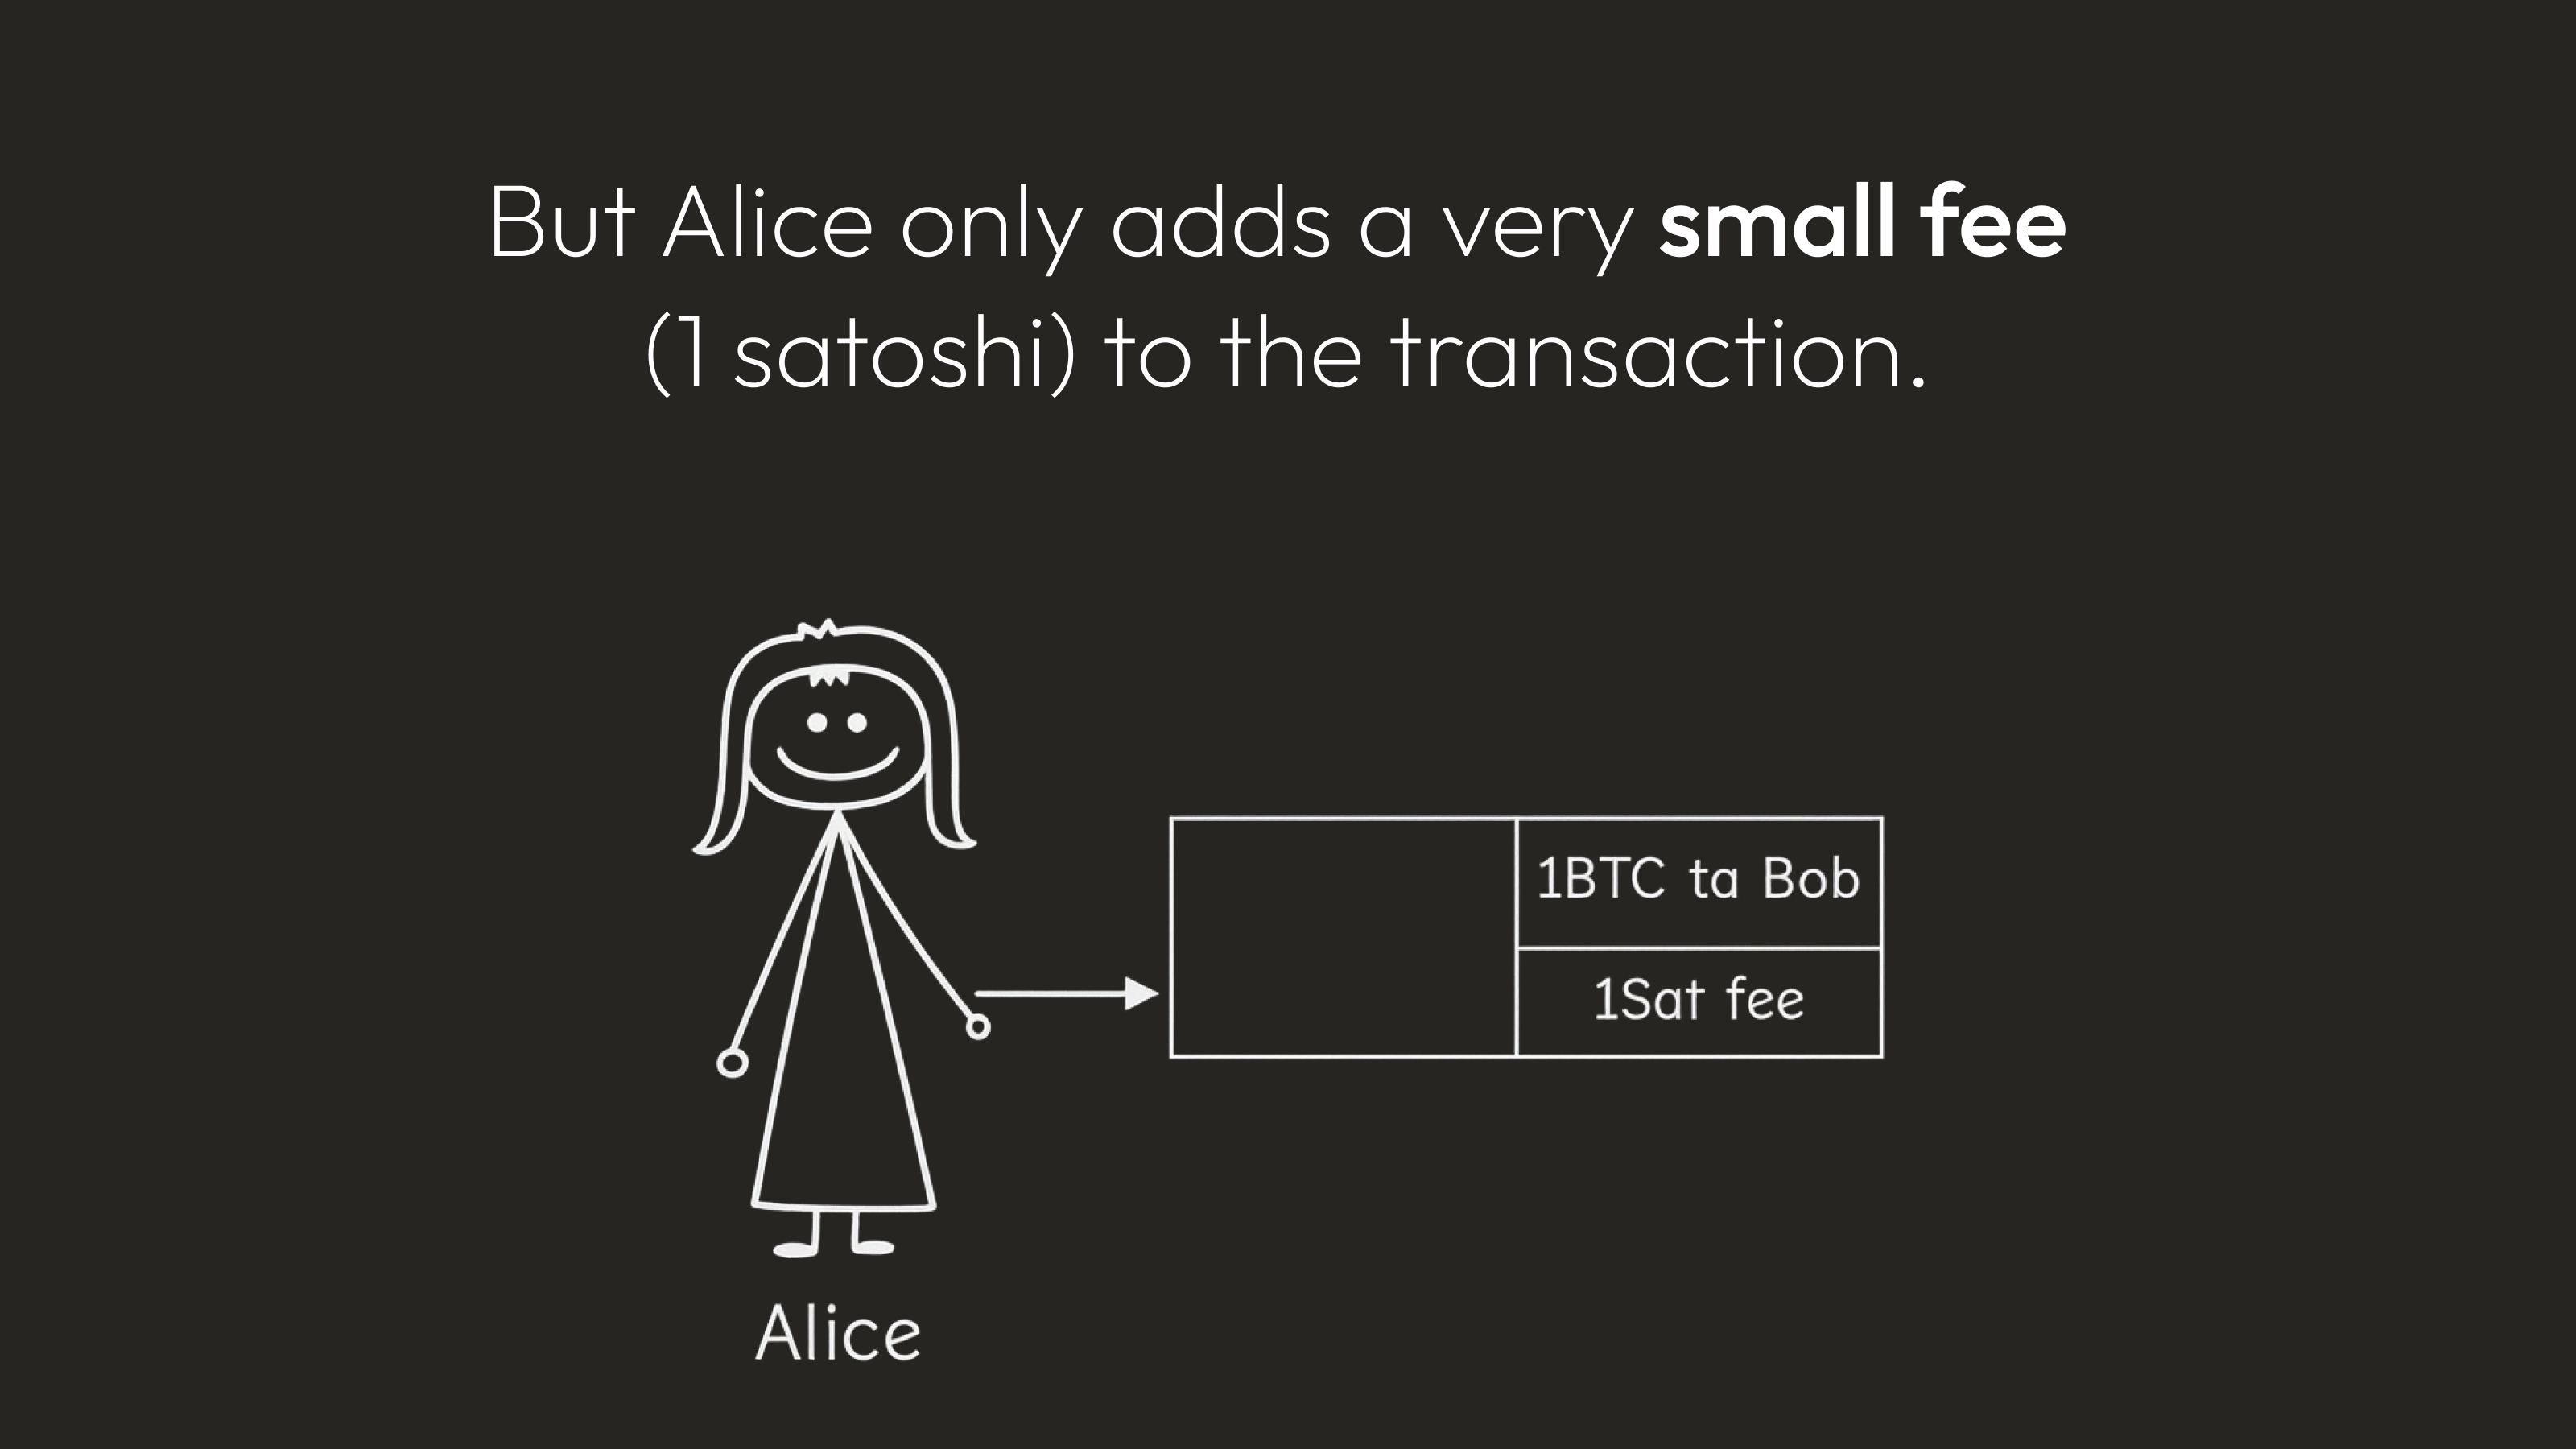 But Alice only adds a very small fee
(1 satoshi) to the transaction.
1BTC ta Bob
1Sat fee
Alice